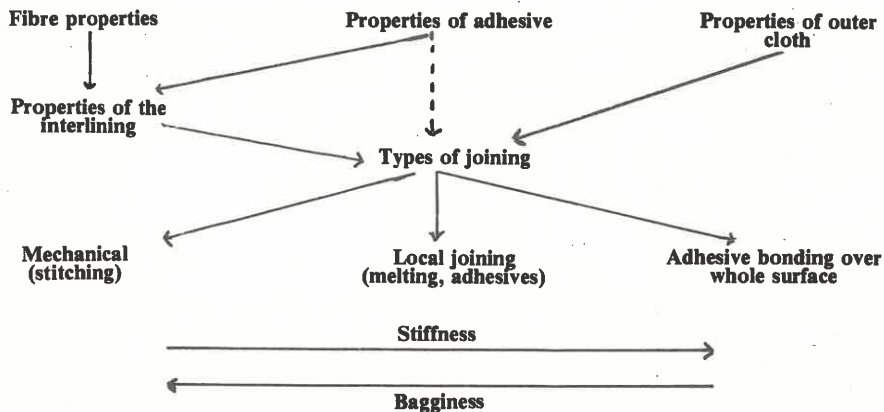 Fibre properties
Properties of adhesive
Properties of outer
cloth
Properties of the
interlining
Types of joining
Mechanical
(stitching)
Local joining
(melting, adhesives)
Adhesive bonding over
whole surface
Stiffness
Bagginess